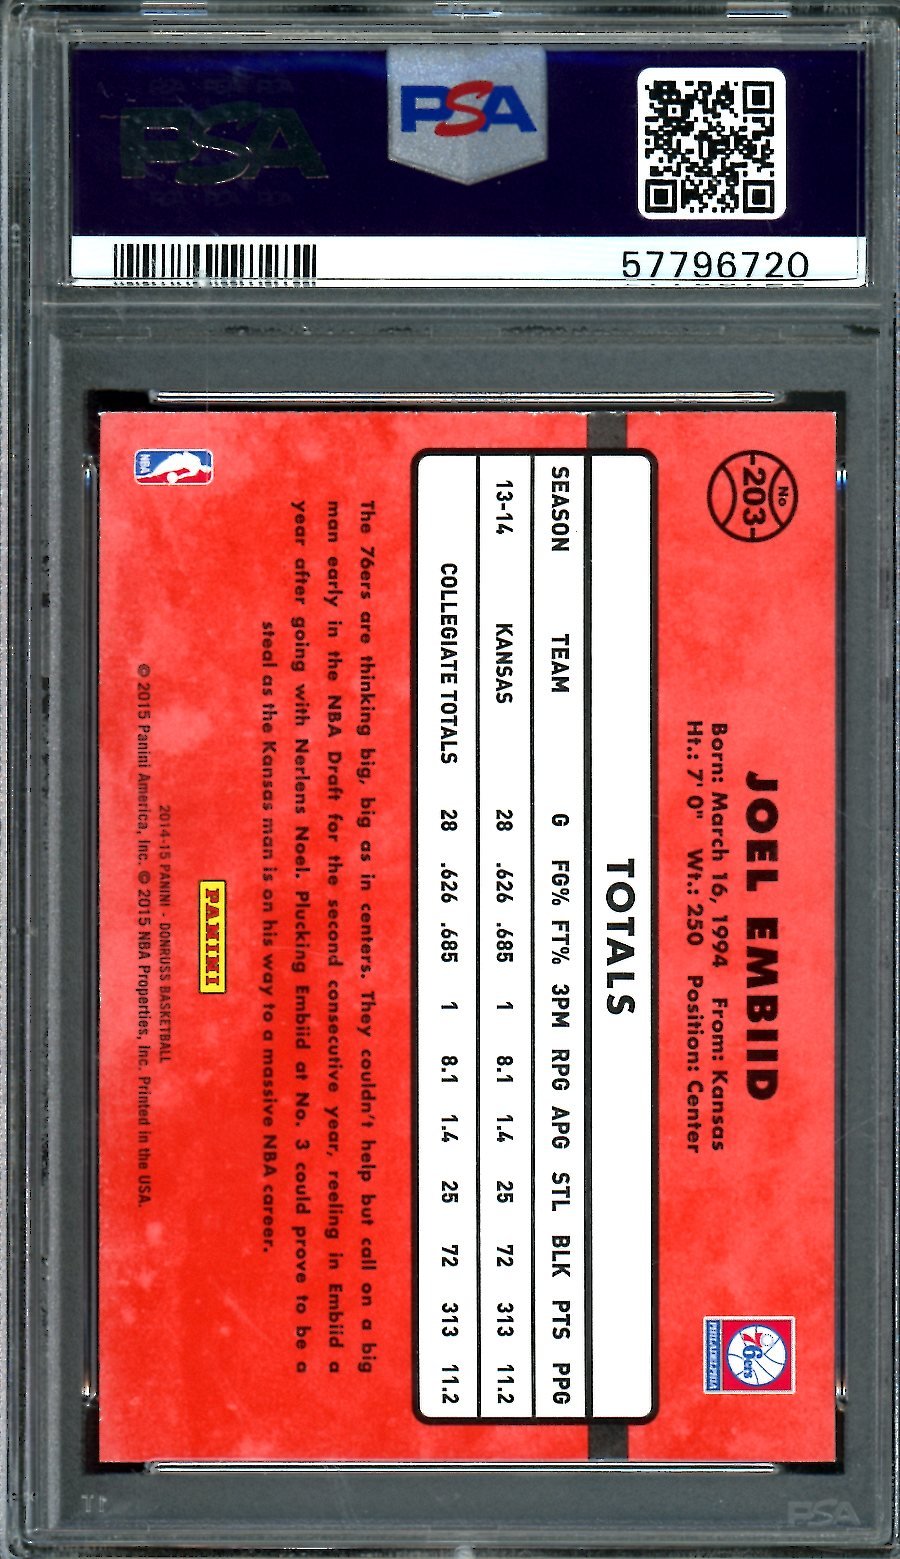 PSA
PSA
57796720
No
203
JOEL EMBIID
Born: March 16, 1994 From: Kansas
Ht.: 7' 0" Wt.: 250 Position: Center
76ers
PHILADELPHIA
TOTALS
SEASON TEAM G FG% FT% 3PM RPG APG STL BLK PTS PPG
13-14 KANSAS 28 .626 .685 1 8.1 1.4 25 72 313 11.2
COLLEGIATE TOTALS 28 .626 .685 1 8.1 1.4 25 72 313 11.2
The 76ers are thinking big, big as in centers. They couldn't help but call on a big
man early in the NBA Draft for the second consecutive year, reeling in Embiid a
year after going with Nerlens Noel. Plucking Embiid at No. 3 could prove to be a
steal as the Kansas man is on his way to a massive NBA career.
PANINI
NBA
2014-15 PANINI - DONRUSS BASKETBALL
© 2015 Panini America, Inc. © 2015 NBA Properties, Inc. Printed in the USA.
PSA